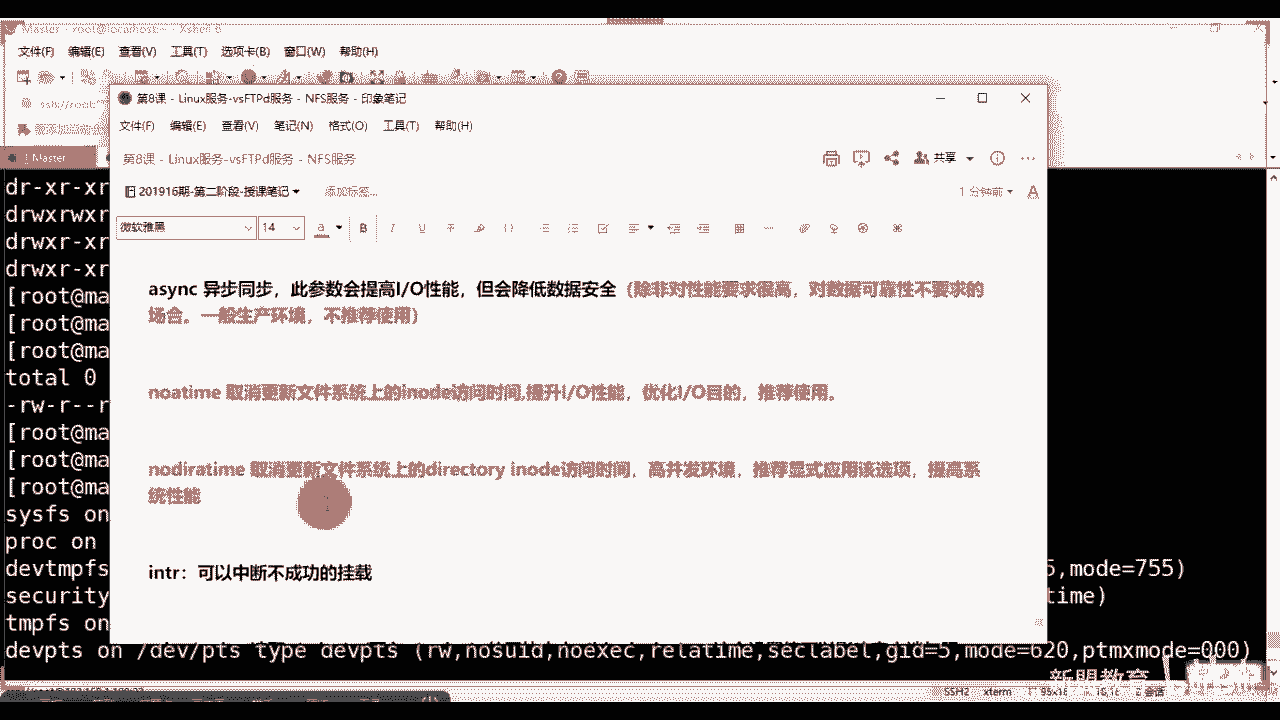 Master - root@localhost:~ - Xshell 6
文件(F) 编辑(E) 查看(V) 工具(T) 选项卡(B) 窗口(W) 帮助(H)
ssh://root
1 Master
第8课 - Linux服务-vsFTPd服务 - NFS服务 - 印象笔记
文件(F) 编辑(E) 查看(V) 笔记(N) 格式(O) 工具(T) 帮助(H)
第8课 - Linux服务-vsFTPd服务 - NFS服务
共享
201916期-第二阶段-授课笔记
添加标签...
1 分钟前
微软雅黑 14
async 异步同步，此参数会提高I/O性能，但会降低数据安全（除非对性能要求很高，对数据可靠性不要求的
场合。一般生产环境，不推荐使用）
noatime 取消更新文件系统上的inode访问时间,提升I/O性能，优化I/O目的，推荐使用。
nodiratime 取消更新文件系统上的directory inode访问时间，高并发环境，推荐显式应用该选项，提高系
统性能
intr：可以中断不成功的挂载
dr-xr-xr
drwxrwxr
drwxr-xr
drwxr-xr
[root@ma
[root@ma
[root@ma
total 0
-rw-r--r
[root@ma
[root@ma
[root@ma
sysfs on
proc on
devtmpfs 5,mode=755)
security time)
tmpfs on
devpts on /dev/pts type devpts (rw,nosuid,noexec,relatime,seclabel,gid=5,mode=620,ptmxmode=000)
新盟教育
SSH2 xterm